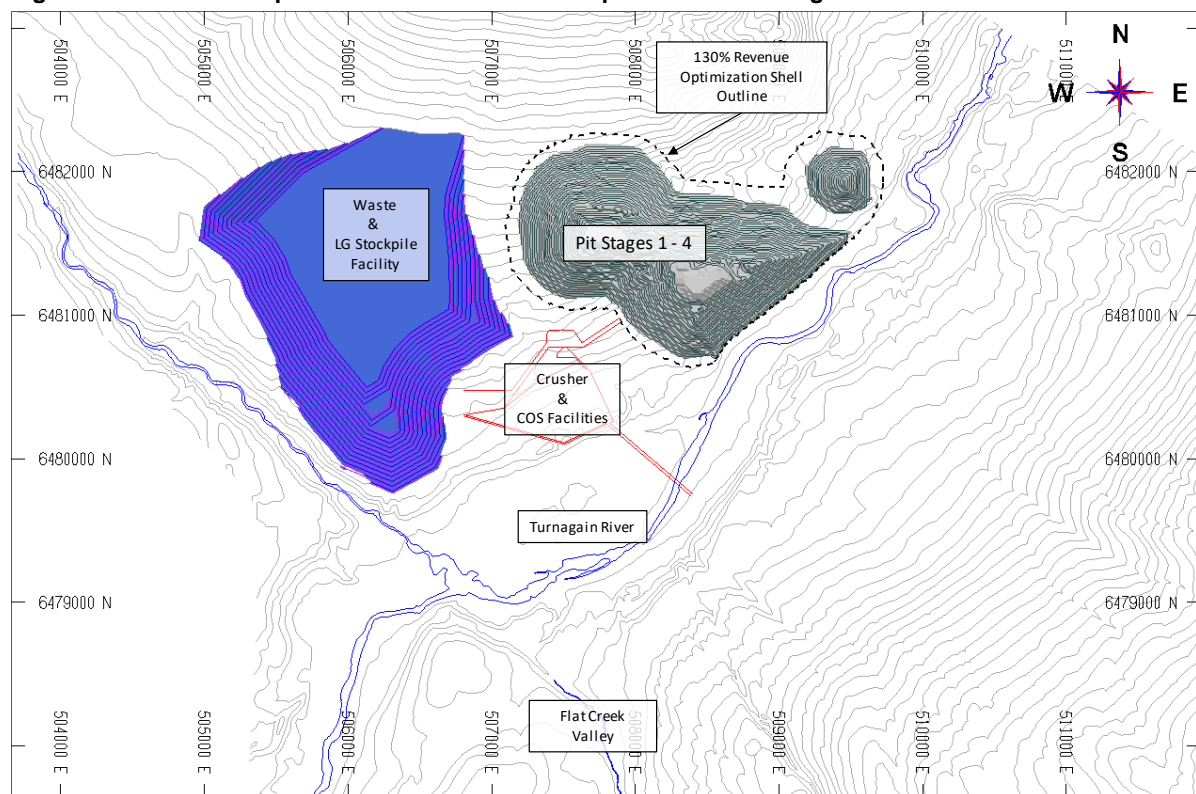 504000 E
505000 E
506000 E
507000 E
508000 E
509000 E
510000 E
511000 E
N
W E
S
130% Revenue
Optimization Shell
Outline
6482000 N
6482000 N
Waste
&
LG Stockpile
Facility
Pit Stages 1 - 4
6481000 N
6481000 N
Crusher
&
COS Facilities
6480000 N
6480000 N
Turnagain River
6479000 N
6479000 N
Flat Creek
Valley
504000 E
505000 E
506000 E
507000 E
508000 E
509000 E
510000 E
511000 E